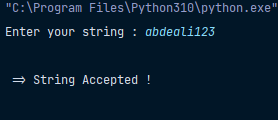 "C:\Program Files\Python310\python.exe"
Enter your string : abdeali123
=> String Accepted !